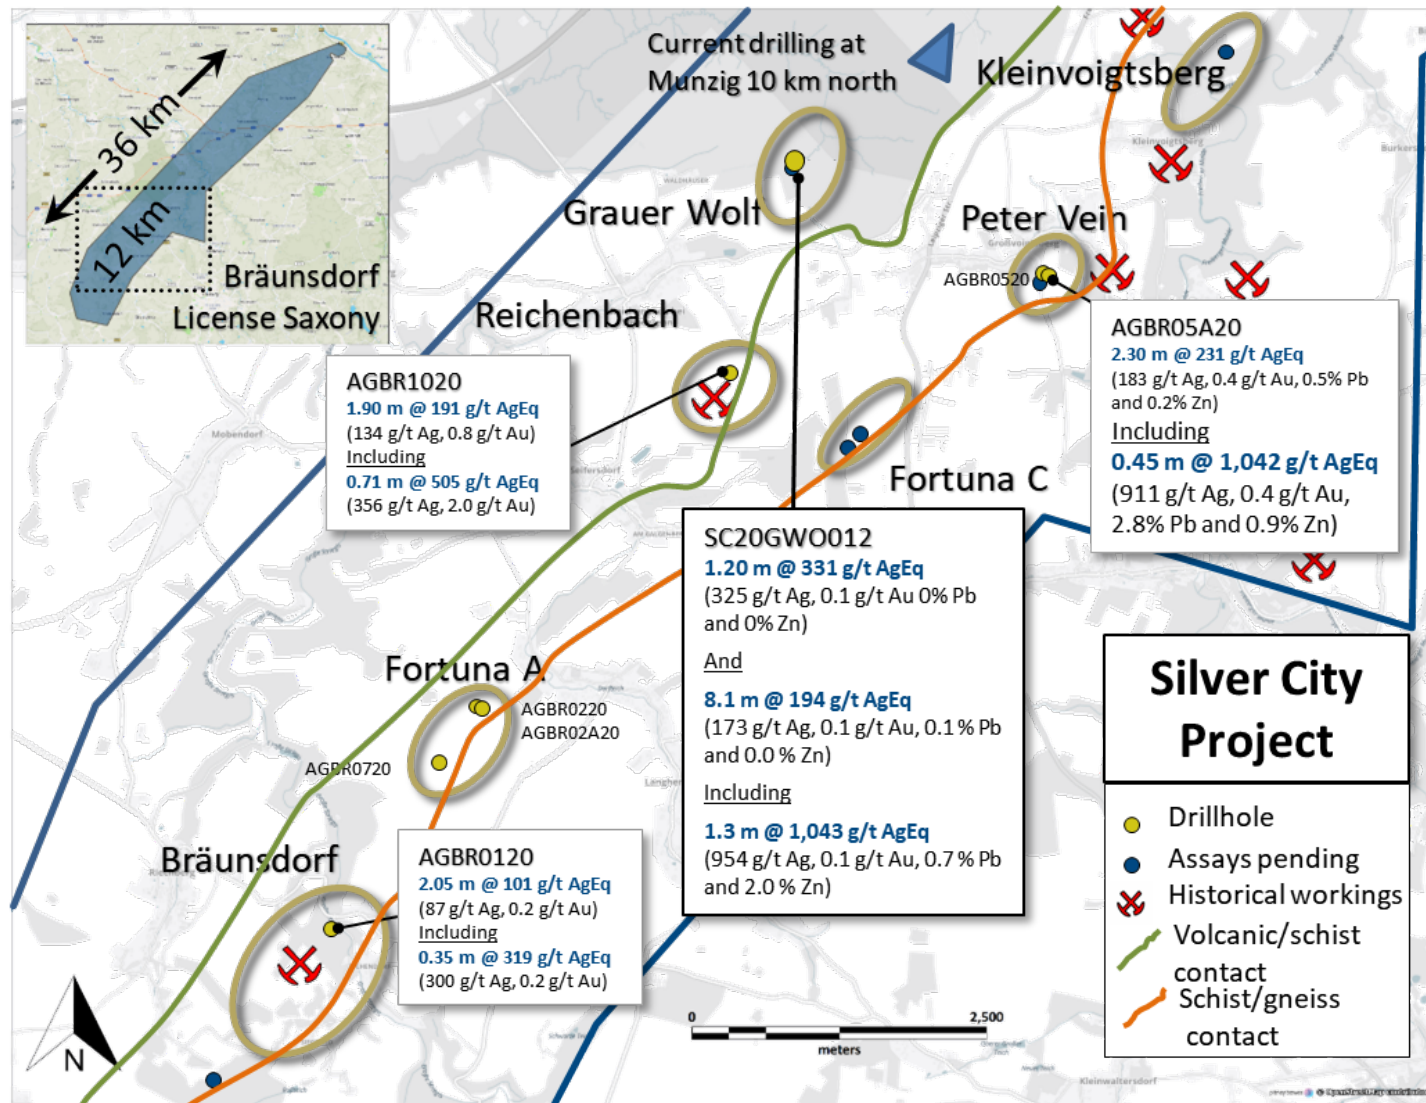 Current drilling at
Munzig 10 km north
Kleinvoigtsberg
36 km
12 km
Bräunsdorf
License Saxony
WALDHÄUSER
Kleinvoigtsberg
Grauer Wolf
Peter Vein
Großvoigtsberg
AGBR0520
Reichenbach
AGBR1020
1.90 m @ 191 g/t AgEq
(134 g/t Ag, 0.8 g/t Au)
Including
0.71 m @ 505 g/t AgEq
(356 g/t Ag, 2.0 g/t Au)
AGBR05A20
2.30 m @ 231 g/t AgEq
(183 g/t Ag, 0.4 g/t Au, 0.5% Pb
and 0.2% Zn)
Including
0.45 m @ 1,042 g/t AgEq
(911 g/t Ag, 0.4 g/t Au,
2.8% Pb and 0.9% Zn)
Mobendorf
Seifersdorf
Fortuna C
SC20GWO012
1.20 m @ 331 g/t AgEq
(325 g/t Ag, 0.1 g/t Au 0% Pb
and 0% Zn)
And
8.1 m @ 194 g/t AgEq
(173 g/t Ag, 0.1 g/t Au, 0.1% Pb
and 0.0 % Zn)
Including
1.3 m @ 1,043 g/t AgEq
(954 g/t Ag, 0.1 g/t Au, 0.7 % Pb
and 2.0 % Zn)
Fortuna A
AGBR0220
AGBR02A20
AGBR0720
Bräunsdorf
AGBR0120
2.05 m @ 101 g/t AgEq
(87 g/t Ag, 0.2 g/t Au)
Including
0.35 m @ 319 g/t AgEq
(300 g/t Ag, 0.2 g/t Au)
Silver City
Project
Drillhole
Assays pending
Historical workings
Volcanic/schist
contact
Schist/gneiss
contact
N
0 2,500
meters
Kleinwaltersdorf